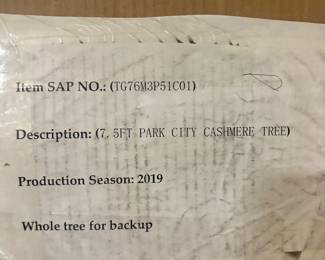 Item SAP NO.: (TG76M3P51C01)
Description: (7.5FT PARK CITY CASHMERE TREE)
Production Season: 2019
Whole tree for backup